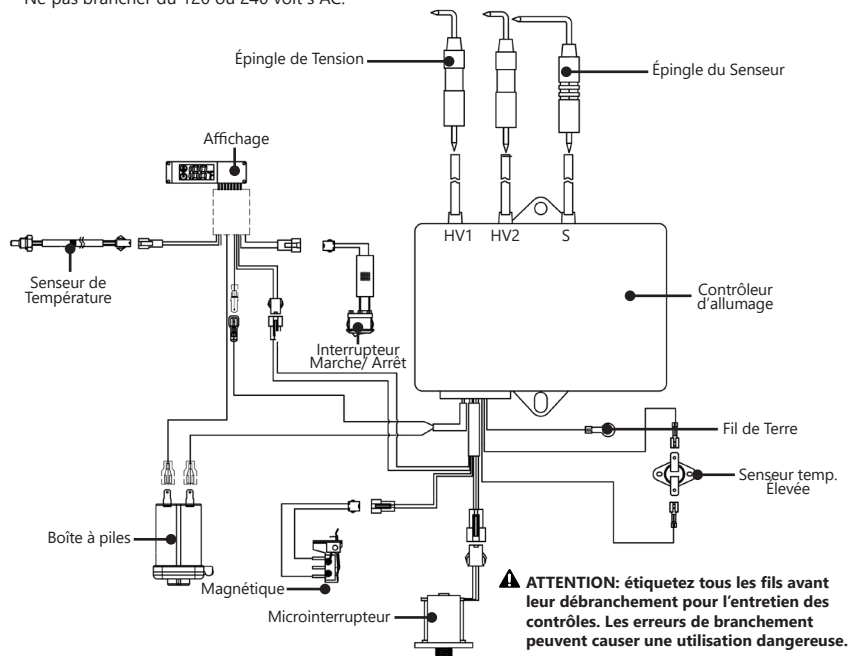 Ne pas brancher du 120 ou 240 volt s AC.
Épingle de Tension
Épingle du Senseur
Affichage
HV1
HV2
S
Senseur de
Température
Contrôleur
d'allumage
Interrupteur
Marche/ Arrêt
Fil de Terre
Senseur temp.
Élevée
Boîte à piles
Magnétique
Microinterrupteur
ATTENTION: étiquetez tous les fils avant
leur débranchement pour l'entretien des
contrôles. Les erreurs de branchement
peuvent causer une utilisation dangereuse.